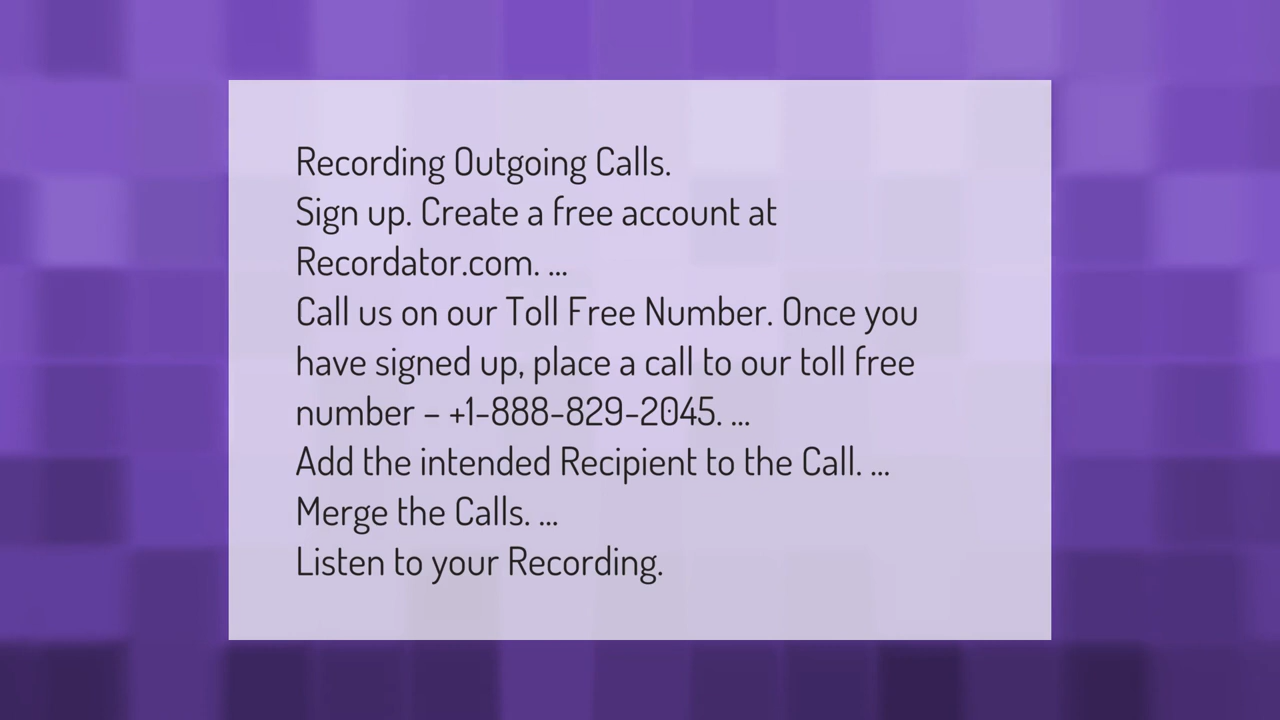 Recording Outgoing Calls.
Sign up. Create a free account at
Recordator.com. ...
Call us on our Toll Free Number. Once you
have signed up, place a call to our toll free
number – +1-888-829-2045. ...
Add the intended Recipient to the Call. ...
Merge the Calls. ...
Listen to your Recording.